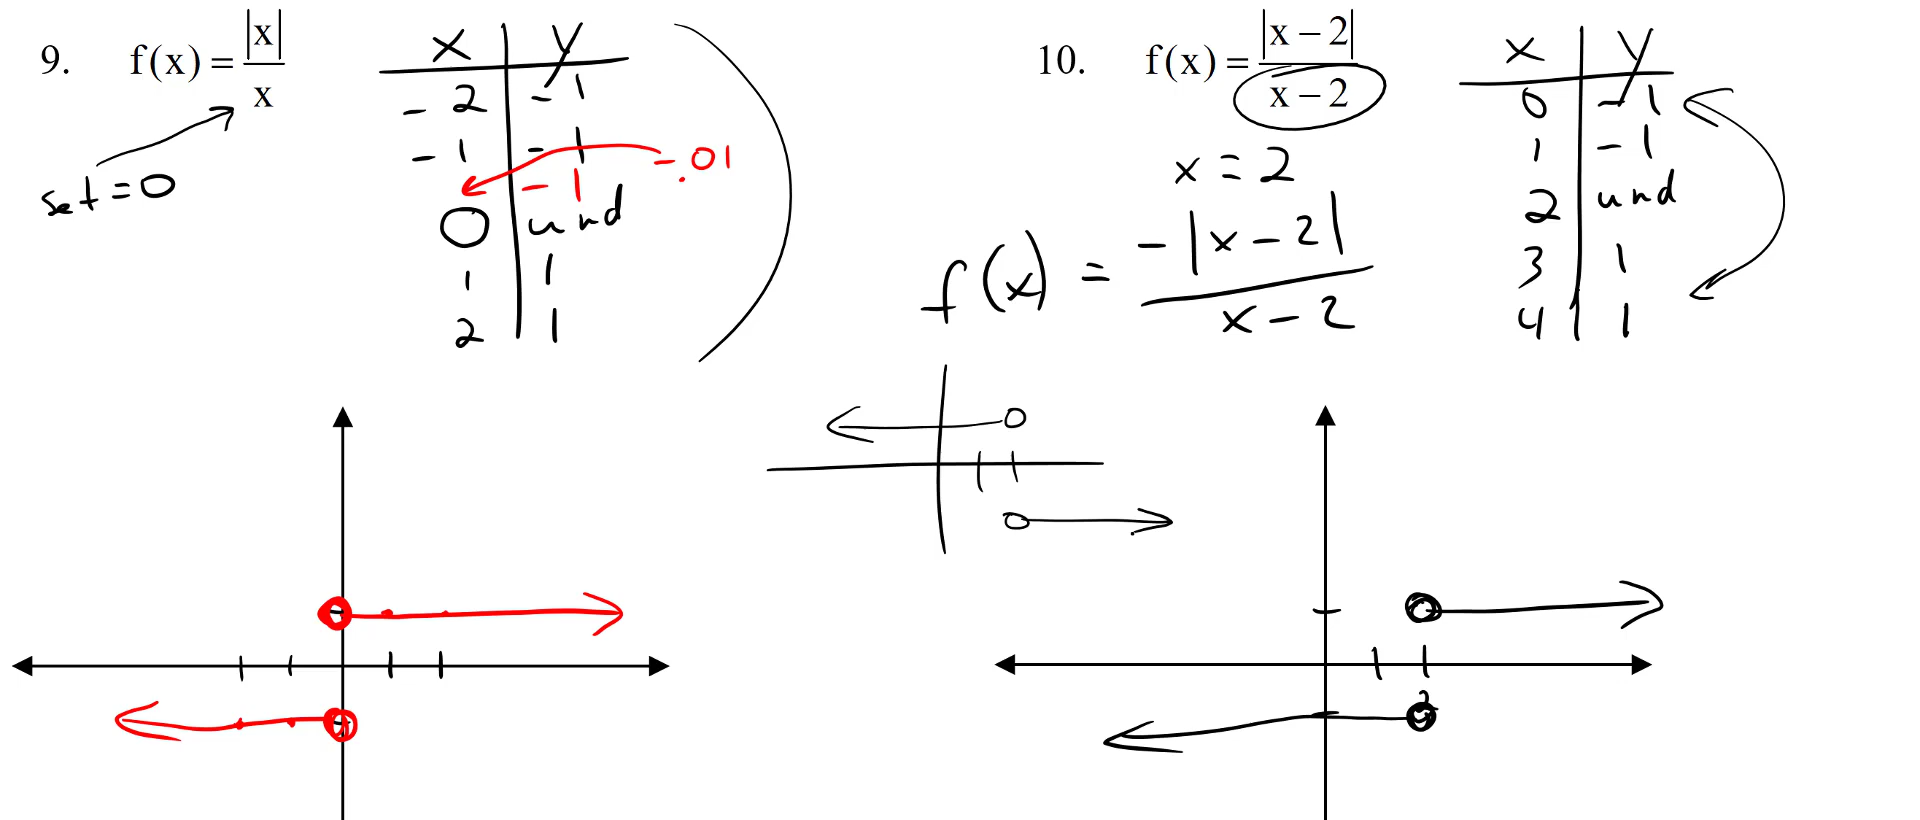 9. f(x) = |x| / x
set = 0
x | y
-2 | -1
-1 | -1
-.01
-1
0 | und
1 | 1
2 | 1
10. f(x) = |x − 2| / x − 2
x = 2
f(x) = -|x - 2| / x - 2
x | y
0 | -1
1 | -1
2 | und
3 | 1
4 | 1
2